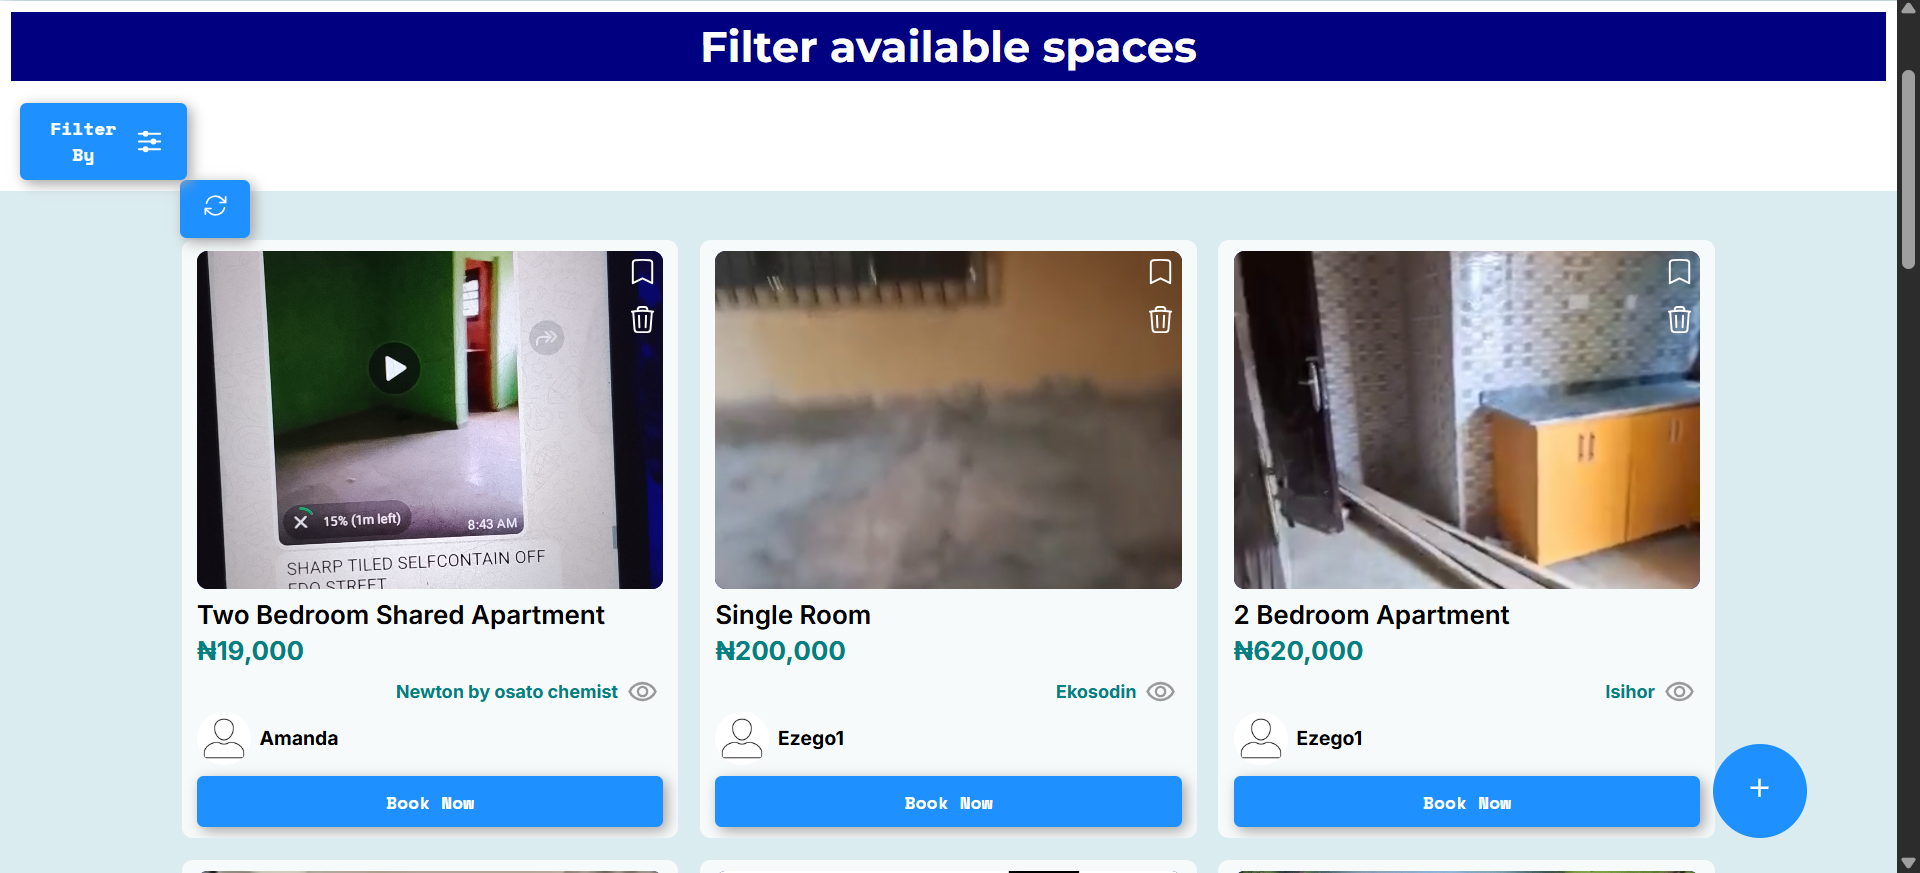 Filter available spaces
Filter
By
15% (1m left)
8:43 AM
SHARP TILED SELFCONTAIN OFF
EDO STREET
Two Bedroom Shared Apartment
₦19,000
Newton by osato chemist
Amanda
Book Now
Single Room
₦200,000
Ekosodin
Ezego1
Book Now
2 Bedroom Apartment
₦620,000
Isihor
Ezego1
Book Now